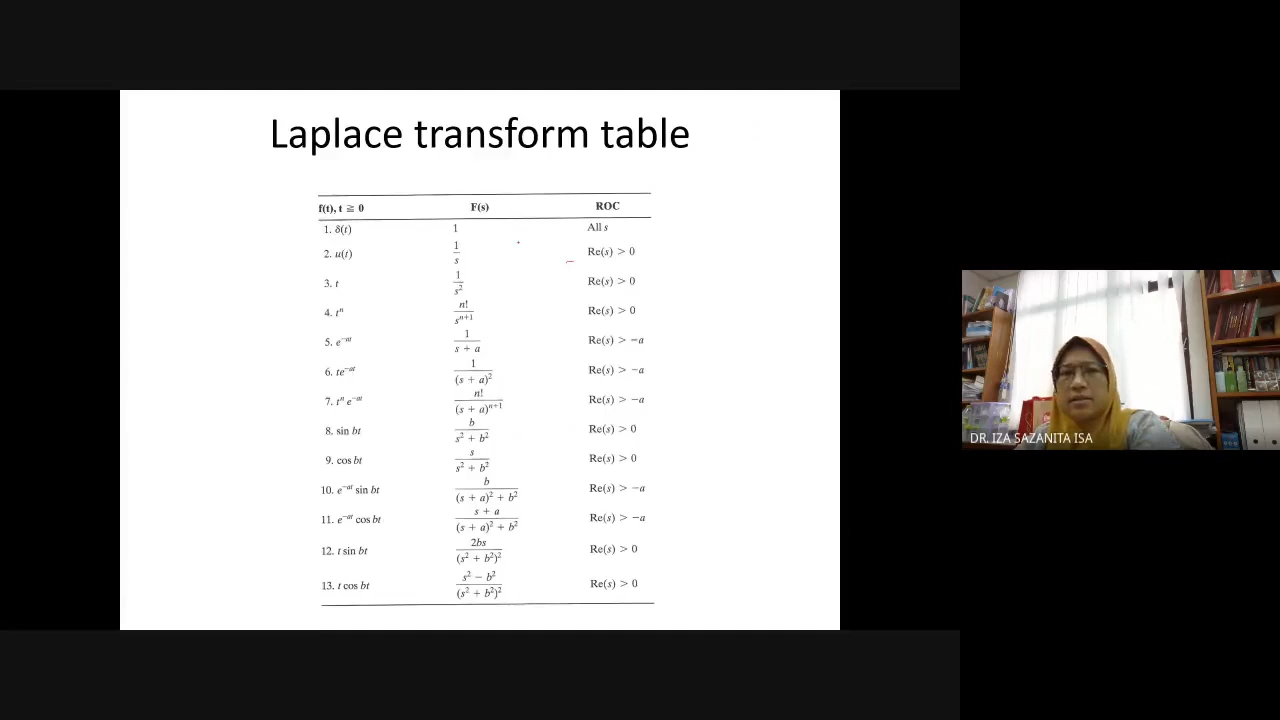 Laplace transform table
f(t), t ≧ 0 F(s) ROC
1. δ(t) 1 All s
2. u(t) 1/s Re(s) > 0
3. t 1/s² Re(s) > 0
4. tⁿ n!/sⁿ⁺¹ Re(s) > 0
5. e⁻ᵃᵗ 1/(s + a) Re(s) > −a
6. te⁻ᵃᵗ 1/(s + a)² Re(s) > −a
7. tⁿ e⁻ᵃᵗ n!/(s + a)ⁿ⁺¹ Re(s) > −a
8. sin bt b/(s² + b²) Re(s) > 0
9. cos bt s/(s² + b²) Re(s) > 0
10. e⁻ᵃᵗ sin bt b/((s + a)² + b²) Re(s) > −a
11. e⁻ᵃᵗ cos bt (s + a)/((s + a)² + b²) Re(s) > −a
12. t sin bt 2bs/(s² + b²)² Re(s) > 0
13. t cos bt (s² − b²)/(s² + b²)² Re(s) > 0
DR. IZA SAZANITA ISA